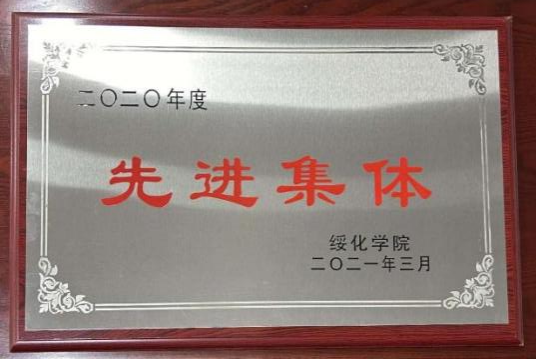 二〇二〇年度
先进集体
绥化学院
二〇二一年三月